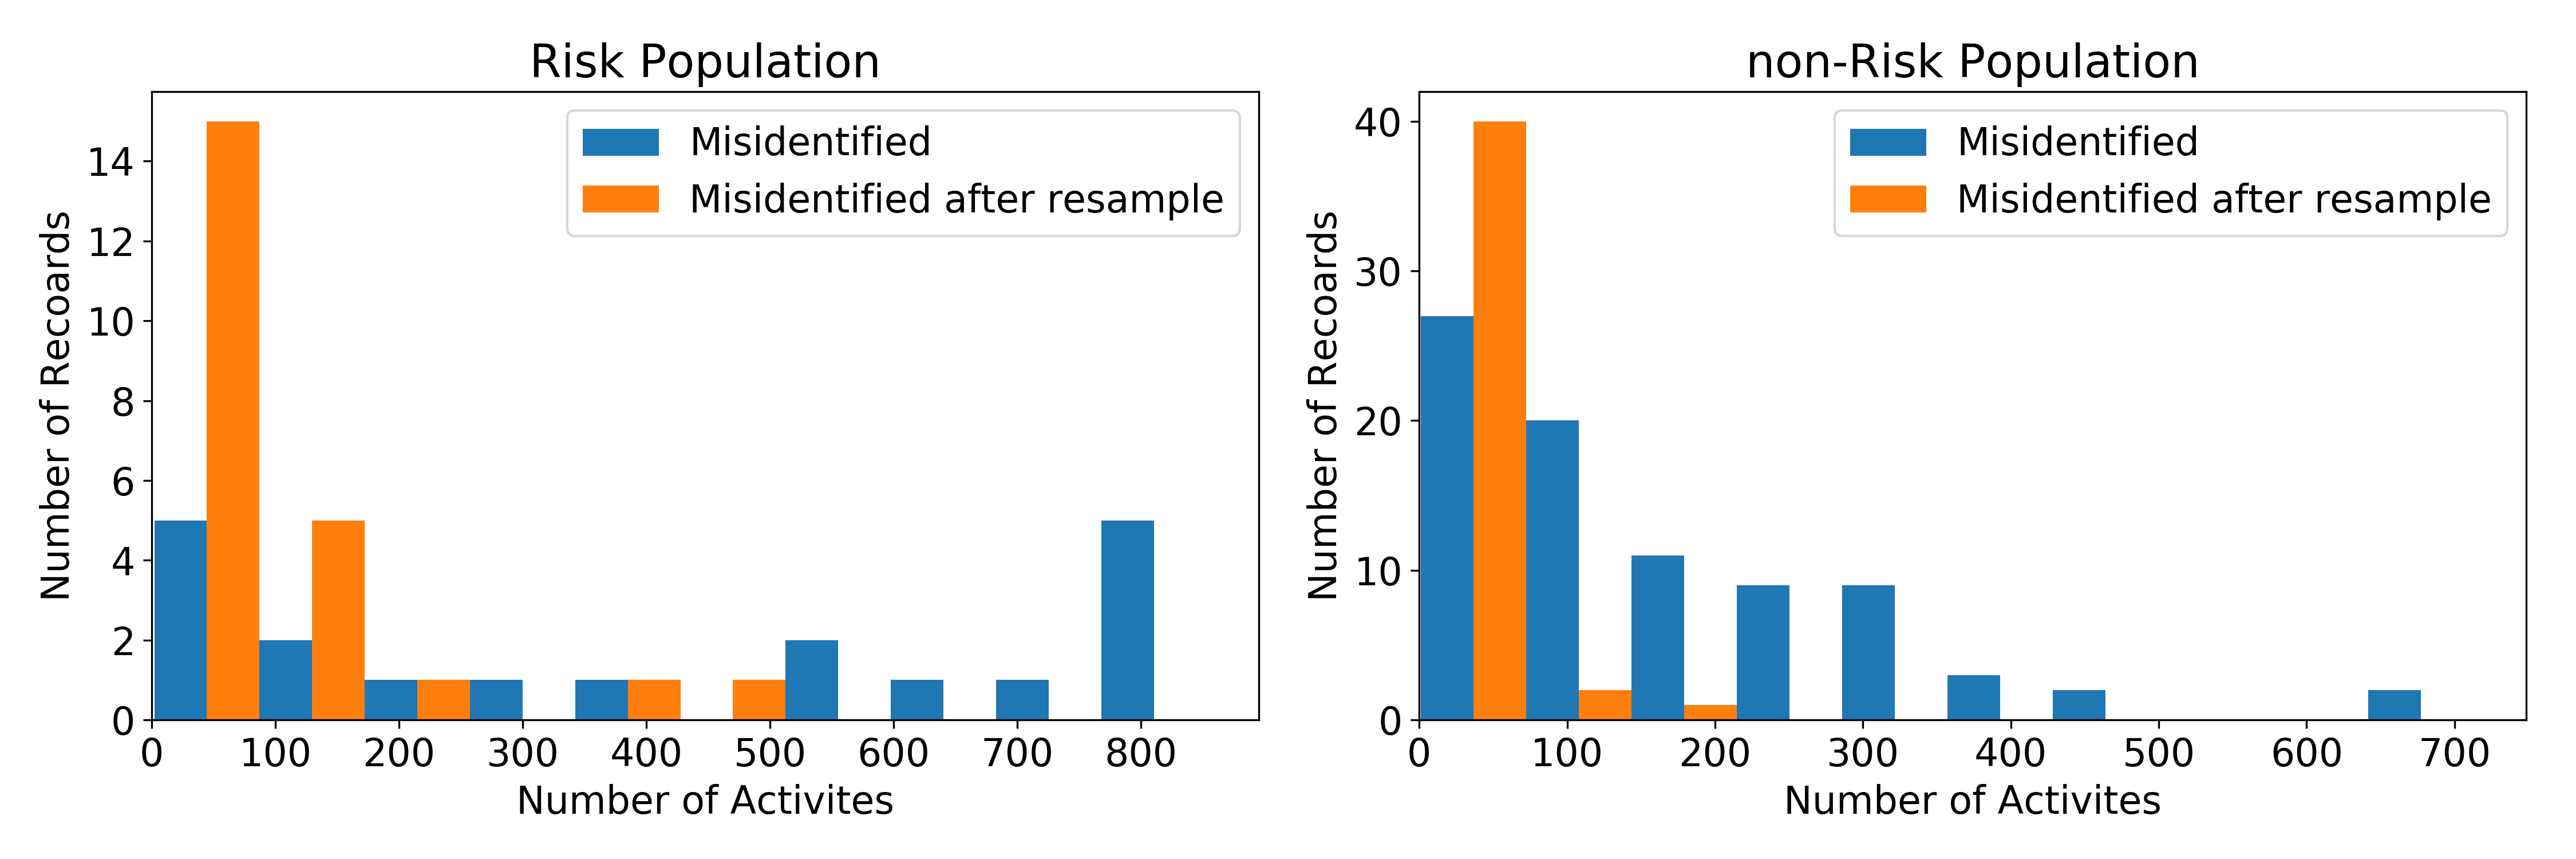 Risk Population
Misidentified
Misidentified after resample
14
12
10
8
6
4
2
0
Number of Recoards
0 100 200 300 400 500 600 700 800
Number of Activites
non-Risk Population
Misidentified
Misidentified after resample
40
30
20
10
0
Number of Recoards
0 100 200 300 400 500 600 700
Number of Activites